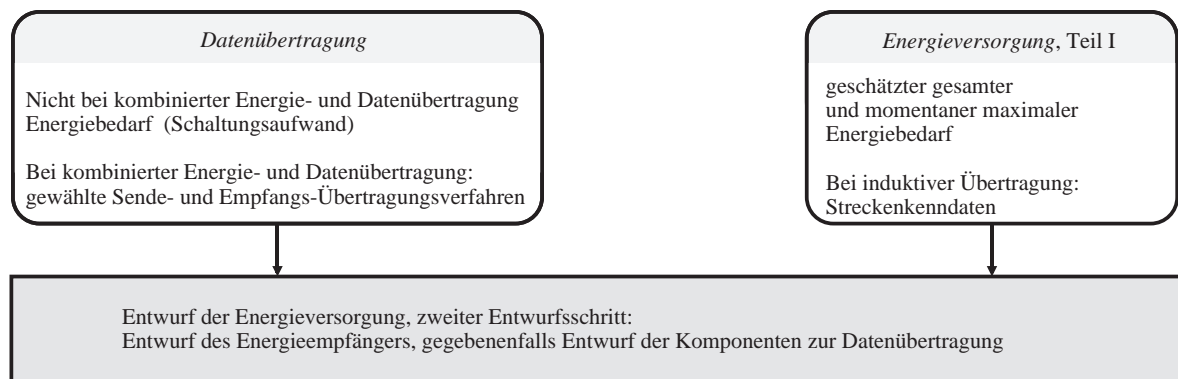 Datenübertragung
Nicht bei kombinierter Energie- und Datenübertragung
Energiebedarf (Schaltungsaufwand)
Bei kombinierter Energie- und Datenübertragung:
gewählte Sende- und Empfangs-Übertragungsverfahren
Energieversorgung, Teil I
geschätzter gesamter
und momentaner maximaler
Energiebedarf
Bei induktiver Übertragung:
Streckenkenndaten
Entwurf der Energieversorgung, zweiter Entwurfsschritt:
Entwurf des Energieempfängers, gegebenenfalls Entwurf der Komponenten zur Datenübertragung